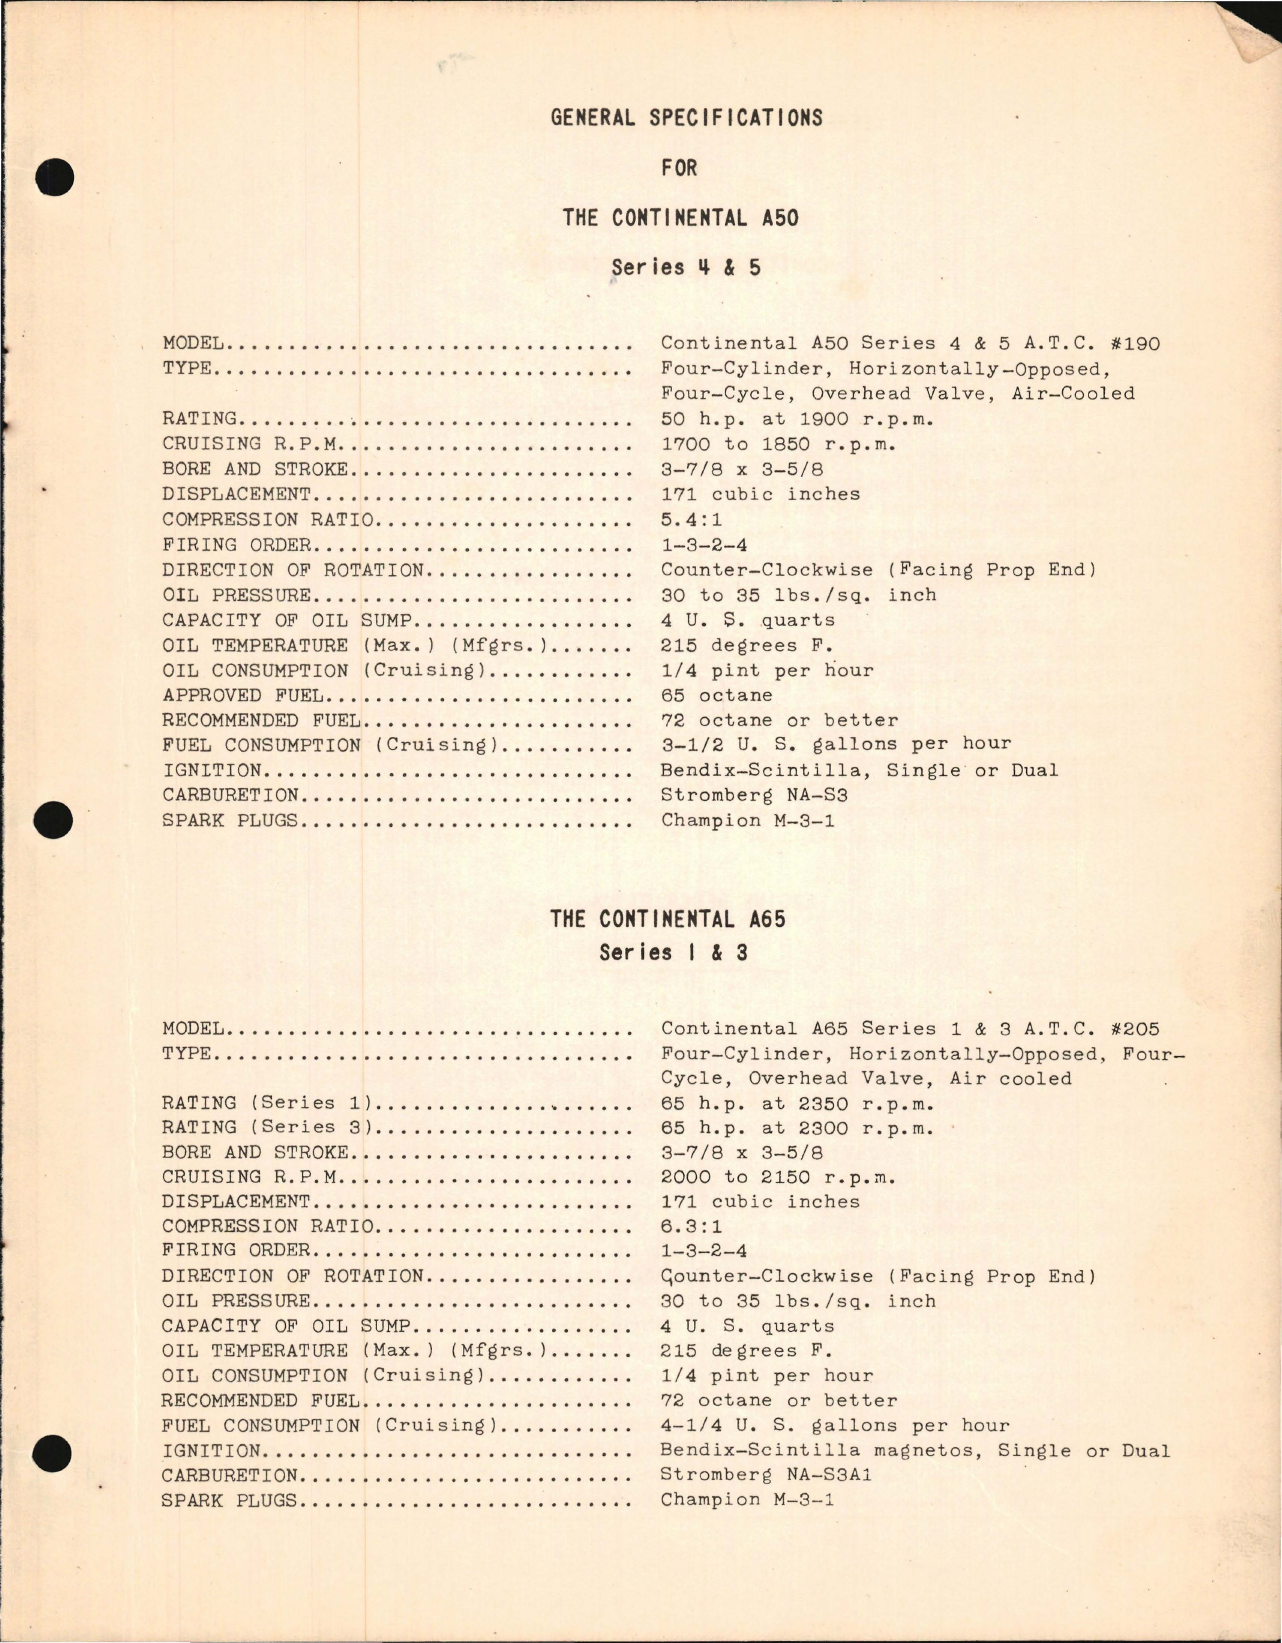 GENERAL SPECIFICATIONS
FOR
THE CONTINENTAL A50
Series 4 & 5
MODEL................................. Continental A50 Series 4 & 5 A.T.C. #190
TYPE.................................. Four-Cylinder, Horizontally-Opposed,
Four-Cycle, Overhead Valve, Air-Cooled
RATING................................ 50 h.p. at 1900 r.p.m.
CRUISING R.P.M........................ 1700 to 1850 r.p.m.
BORE AND STROKE....................... 3-7/8 x 3-5/8
DISPLACEMENT.......................... 171 cubic inches
COMPRESSION RATIO..................... 5.4:1
FIRING ORDER.......................... 1-3-2-4
DIRECTION OF ROTATION................. Counter-Clockwise (Facing Prop End)
OIL PRESSURE.......................... 30 to 35 lbs./sq. inch
CAPACITY OF OIL SUMP.................. 4 U. S. quarts
OIL TEMPERATURE (Max.) (Mfgrs.)....... 215 degrees F.
OIL CONSUMPTION (Cruising)............ 1/4 pint per hour
APPROVED FUEL......................... 65 octane
RECOMMENDED FUEL...................... 72 octane or better
FUEL CONSUMPTION (Cruising)........... 3-1/2 U. S. gallons per hour
IGNITION.............................. Bendix-Scintilla, Single or Dual
CARBURETION........................... Stromberg NA-S3
SPARK PLUGS........................... Champion M-3-1
THE CONTINENTAL A65
Series 1 & 3
MODEL................................. Continental A65 Series 1 & 3 A.T.C. #205
TYPE.................................. Four-Cylinder, Horizontally-Opposed, Four-
Cycle, Overhead Valve, Air cooled
RATING (Series 1)..................... 65 h.p. at 2350 r.p.m.
RATING (Series 3)..................... 65 h.p. at 2300 r.p.m.
BORE AND STROKE....................... 3-7/8 x 3-5/8
CRUISING R.P.M........................ 2000 to 2150 r.p.m.
DISPLACEMENT.......................... 171 cubic inches
COMPRESSION RATIO..................... 6.3:1
FIRING ORDER.......................... 1-3-2-4
DIRECTION OF ROTATION................. Counter-Clockwise (Facing Prop End)
OIL PRESSURE.......................... 30 to 35 lbs./sq. inch
CAPACITY OF OIL SUMP.................. 4 U. S. quarts
OIL TEMPERATURE (Max.) (Mfgrs.)....... 215 degrees F.
OIL CONSUMPTION (Cruising)............ 1/4 pint per hour
RECOMMENDED FUEL...................... 72 octane or better
FUEL CONSUMPTION (Cruising)........... 4-1/4 U. S. gallons per hour
IGNITION.............................. Bendix-Scintilla magnetos, Single or Dual
CARBURETION........................... Stromberg NA-S3A1
SPARK PLUGS........................... Champion M-3-1